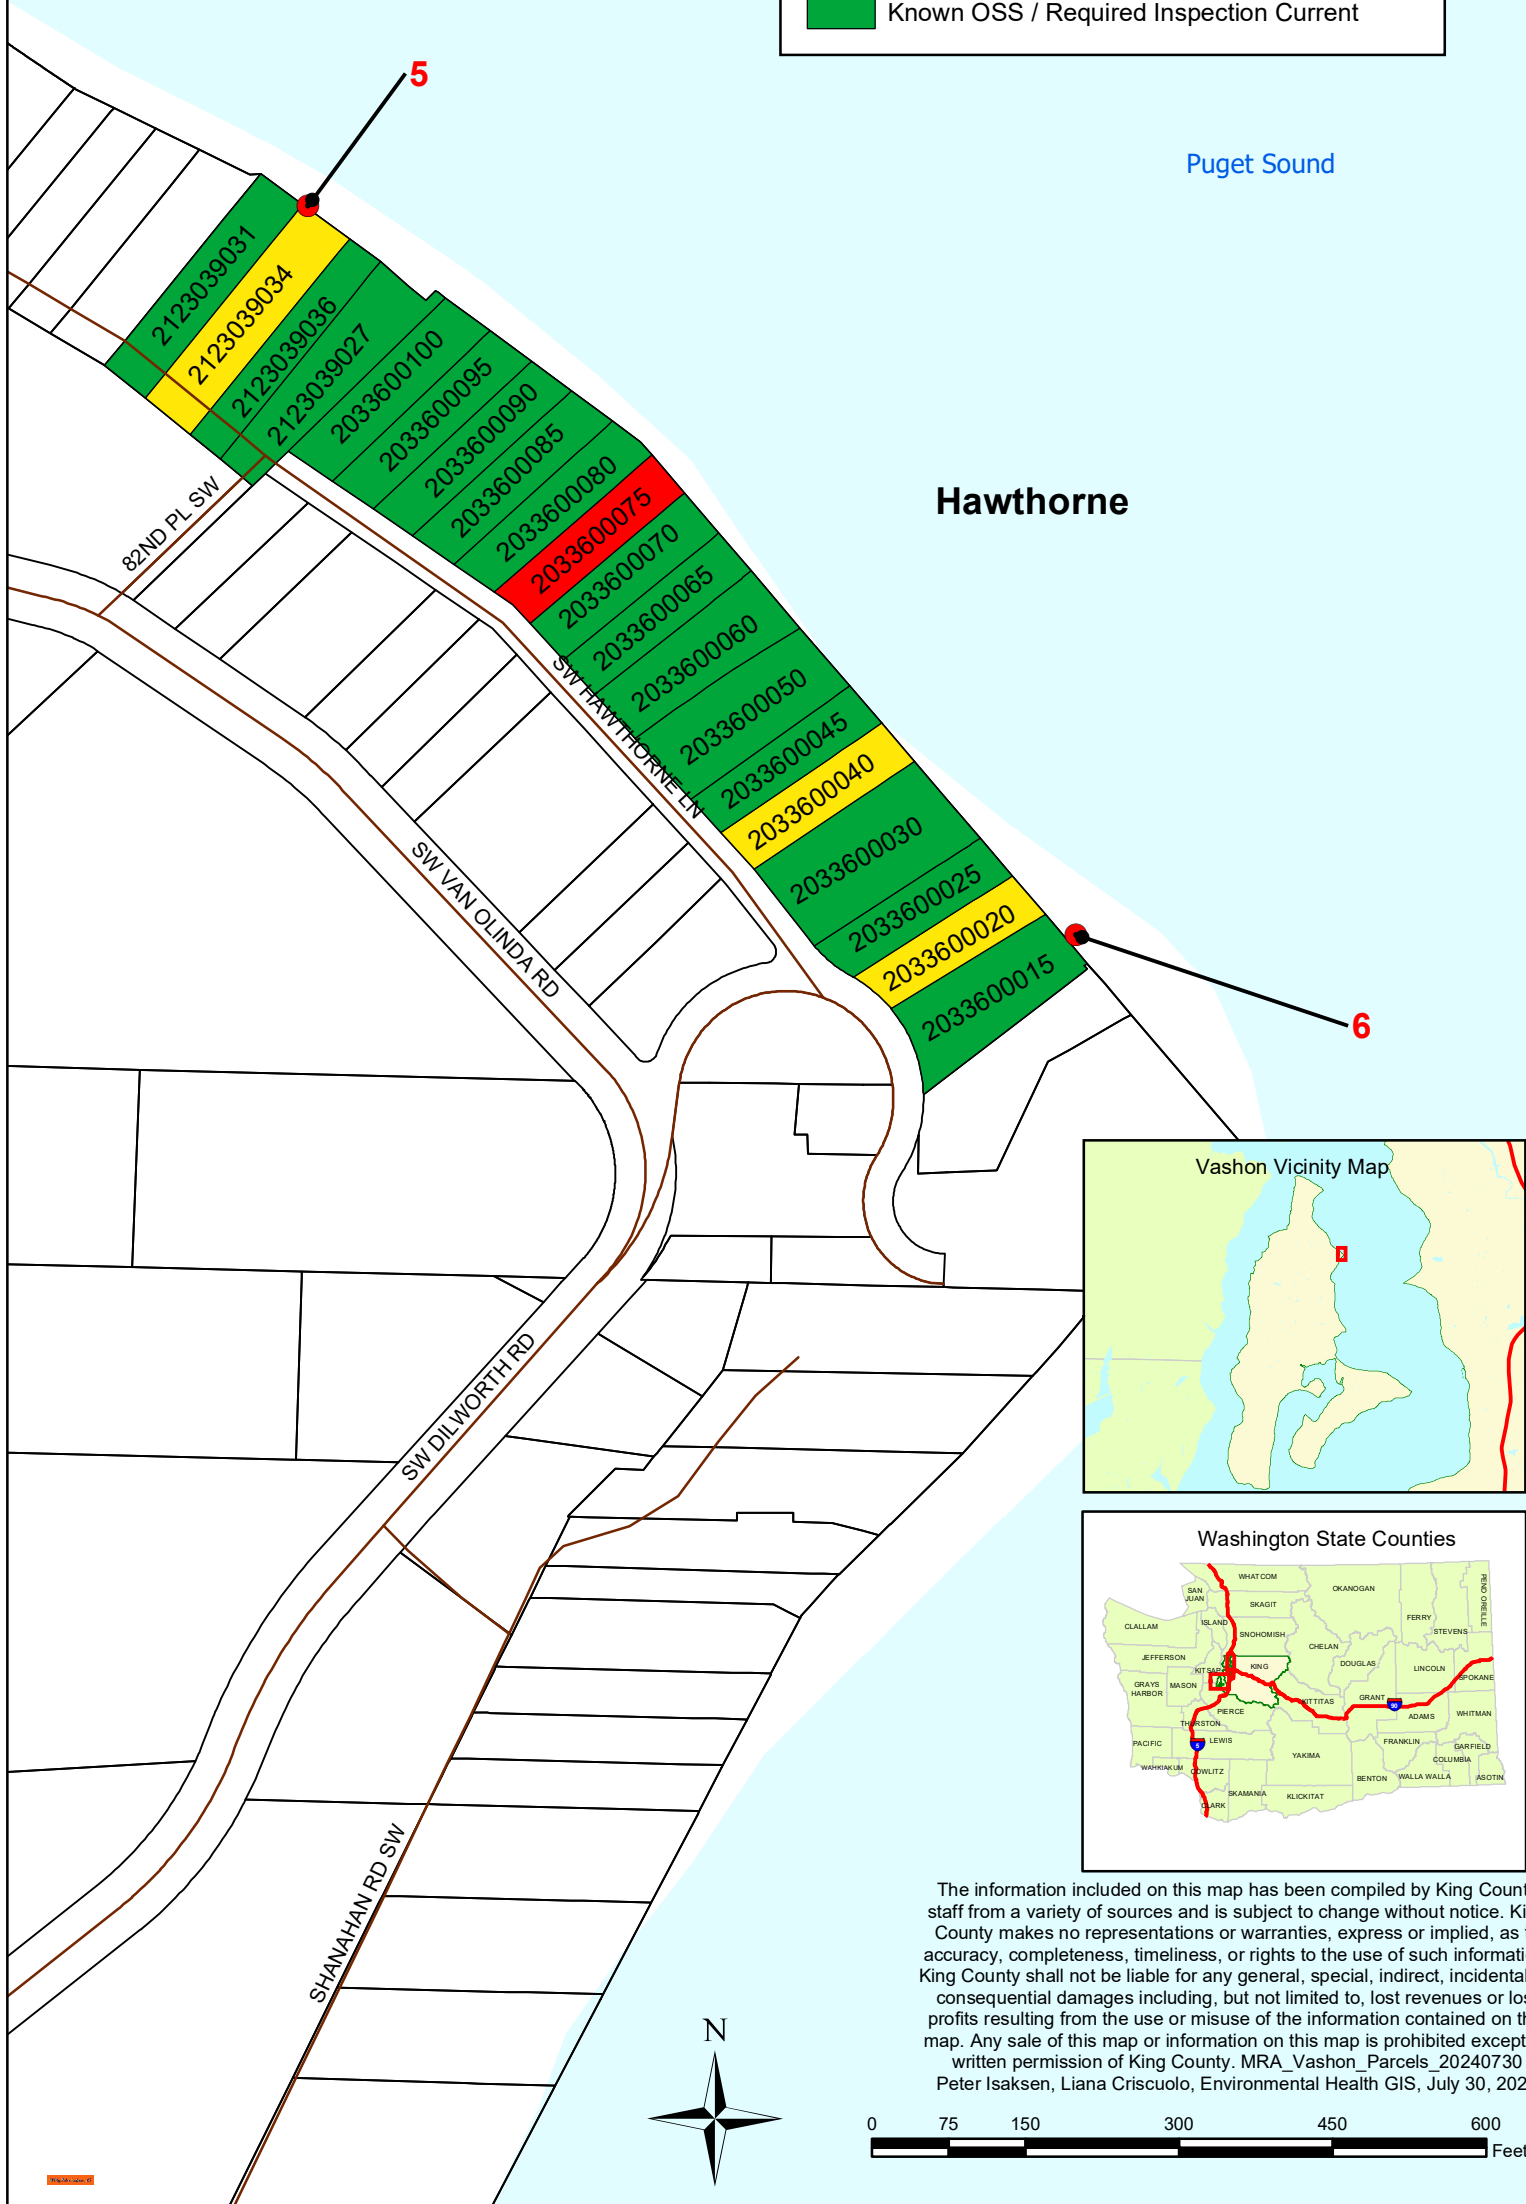 Known OSS / Required Inspection Current
5
Puget Sound
2123039031
2123039034
2123039036
2123039027
2033600100
2033600095
2033600090
2033600085
2033600080
2033600075
2033600070
2033600065
2033600060
2033600050
2033600045
2033600040
2033600030
2033600025
2033600020
2033600015
Hawthorne
82ND PL SW
SW HAWTHORNE LN
SW VAN OLINDA RD
6
SW DILWORTH RD
SHANAHAN RD SW
Vashon Vicinity Map
Washington State Counties
WHATCOM
SAN
JUAN
OKANOGAN
PEND OREILLE
SKAGIT
ISLAND
FERRY
STEVENS
CLALLAM
SNOHOMISH
CHELAN
JEFFERSON
DOUGLAS
KITSAP
KING
LINCOLN
SPOKANE
GRAYS
HARBOR
MASON
GRANT
KITTITAS
90
PIERCE
ADAMS
WHITMAN
THURSTON
PACIFIC
5
LEWIS
FRANKLIN
GARFIELD
YAKIMA
COLUMBIA
WAHKIAKUM
COWLITZ
BENTON
WALLA WALLA
ASOTIN
SKAMANIA
KLICKITAT
CLARK
The information included on this map has been compiled by King Count
staff from a variety of sources and is subject to change without notice. Ki
County makes no representations or warranties, express or implied, as
accuracy, completeness, timeliness, or rights to the use of such informati
King County shall not be liable for any general, special, indirect, incidental
consequential damages including, but not limited to, lost revenues or los
profits resulting from the use or misuse of the information contained on th
map. Any sale of this map or information on this map is prohibited except
written permission of King County. MRA_Vashon_Parcels_20240730
Peter Isaksen, Liana Criscuolo, Environmental Health GIS, July 30, 202
N
0 75 150 300 450 600
Feet